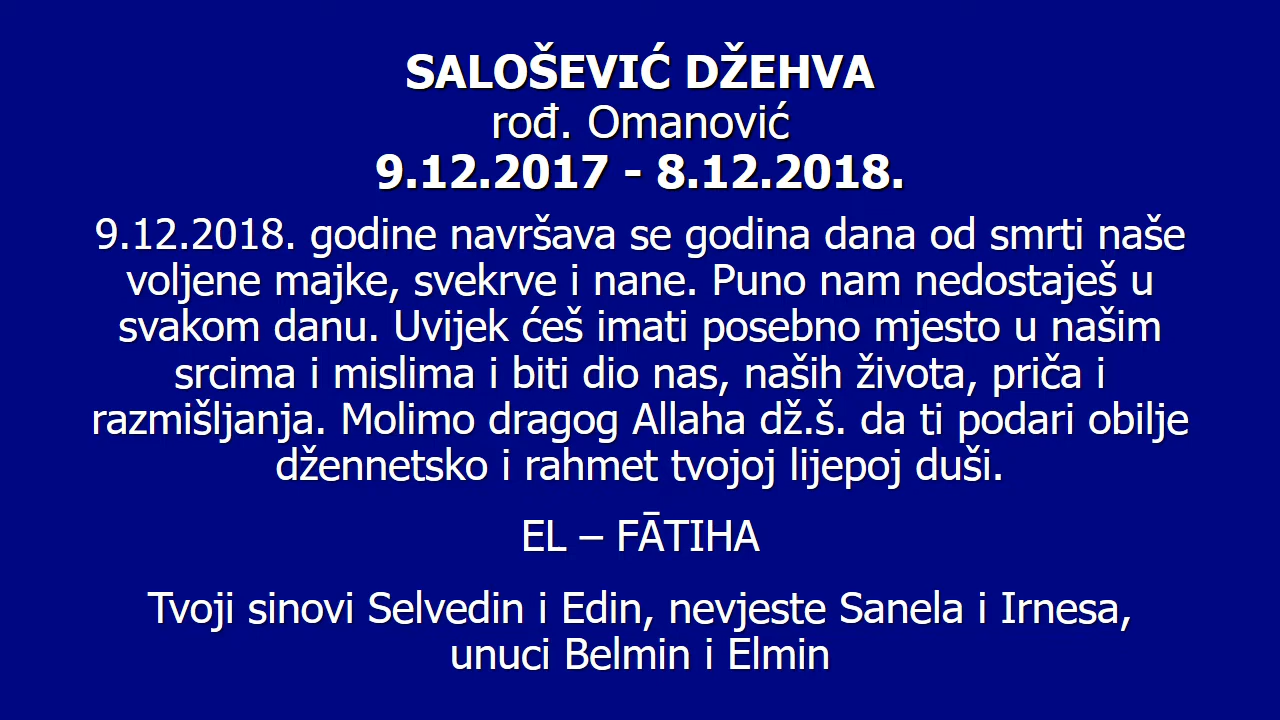 SALOŠEVIĆ DŽEHVA
rođ. Omanović
9.12.2017 - 8.12.2018.
9.12.2018. godine navršava se godina dana od smrti naše
voljene majke, svekrve i nane. Puno nam nedostaješ u
svakom danu. Uvijek ćeš imati posebno mjesto u našim
srcima i mislima i biti dio nas, naših života, priča i
razmišljanja. Molimo dragog Allaha dž.š. da ti podari obilje
džennetsko i rahmet tvojoj lijepoj duši.
EL – FĀTIHA
Tvoji sinovi Selvedin i Edin, nevjeste Sanela i Irnesa,
unuci Belmin i Elmin